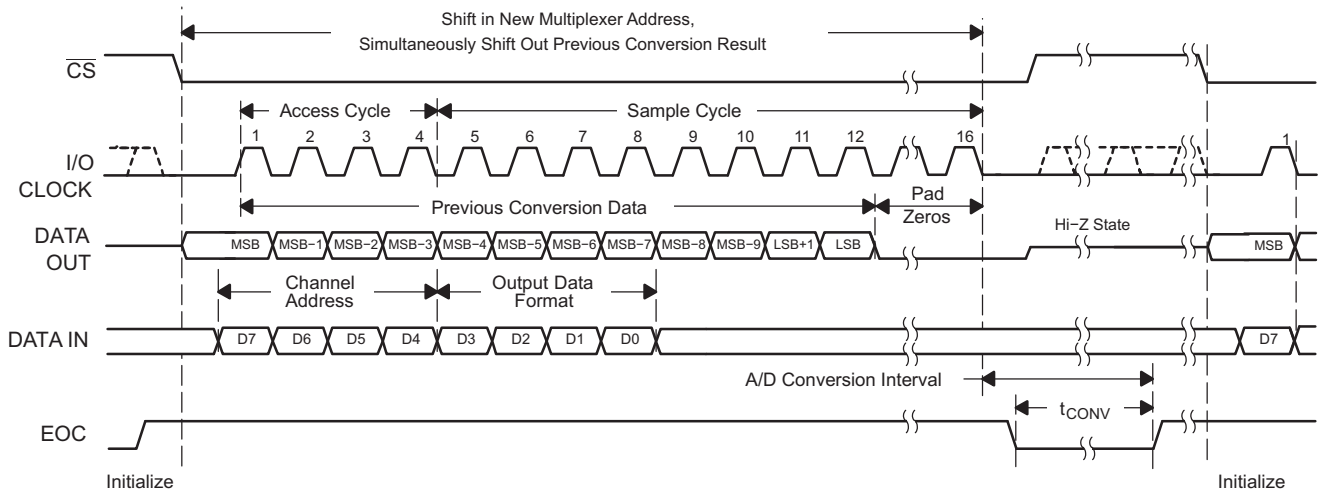 Shift in New Multiplexer Address,
Simultaneously Shift Out Previous Conversion Result
CS
Access Cycle
Sample Cycle
1 2 3 4 5 6 7 8 9 10 11 12 16 1
I/O
CLOCK
Previous Conversion Data
Pad
Zeros
DATA
OUT
MSB MSB−1 MSB−2 MSB−3 MSB−4 MSB−5 MSB−6 MSB−7 MSB−8 MSB−9 LSB+1 LSB
Hi−Z State
MSB
Channel
Address
Output Data
Format
DATA IN
D7 D6 D5 D4 D3 D2 D1 D0 D7
A/D Conversion Interval
tCONV
EOC
Initialize
Initialize